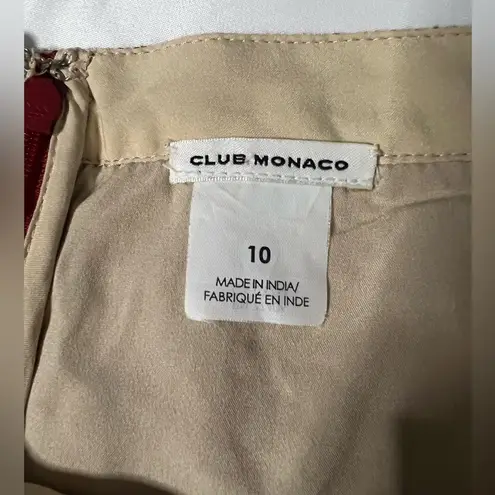 CLUB MONACO
10
MADE IN INDIA/
FABRIQUÉ EN INDE